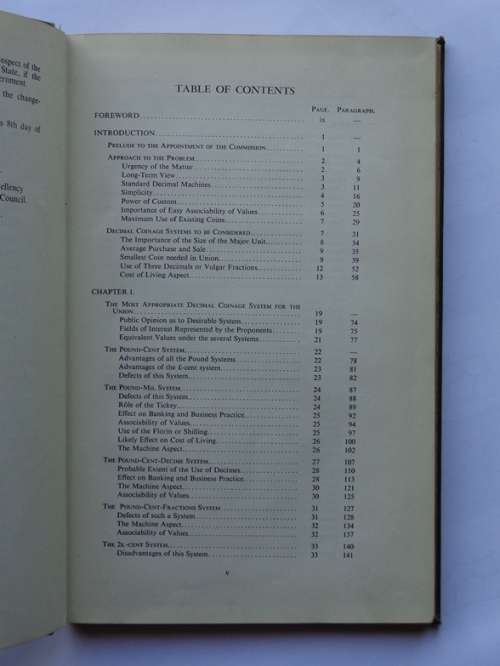 espect of the
State, if the
ernment.
the change-
s 8th day of
ellency
Council.
TABLE OF CONTENTS
PAGE. PARAGRAPH.
FOREWORD ix —
INTRODUCTION 1 —
PRELUDE TO THE APPOINTMENT OF THE COMMISSION 1 1
APPROACH TO THE PROBLEM 2 4
Urgency of the Matter 2 6
Long-Term View 3 9
Standard Decimal Machines 3 11
Simplicity 4 16
Power of Custom 5 20
Importance of Easy Associability of Values 6 25
Maximum Use of Existing Coins 7 29
DECIMAL COINAGE SYSTEMS TO BE CONSIDERED 7 31
The Importance of the Size of the Major Unit 8 34
Average Purchase and Sale 9 35
Smallest Coin needed in Union 9 39
Use of Three Decimals or Vulgar Fractions 12 52
Cost of Living Aspect 13 58
CHAPTER I.
THE MOST APPROPRIATE DECIMAL COINAGE SYSTEM FOR THE
UNION 19 —
Public Opinion as to Desirable System 19 74
Fields of Interest Represented by the Proponents 19 75
Equivalent Values under the several Systems 21 77
THE POUND-CENT SYSTEM 22 —
Advantages of all the Pound Systems 22 78
Advantages of the £-cent system 23 81
Defects of this System 23 82
THE POUND-MIL SYSTEM 24 87
Defects of this System 24 88
Rôle of the Tickey 24 89
Effect on Banking and Business Practice 25 92
Associability of Values 25 94
Use of the Florin or Shilling 25 97
Likely Effect on Cost of Living 26 100
The Machine Aspect 26 102
THE POUND-CENT-DECIME SYSTEM 27 107
Probable Extent of the Use of Decimes 28 110
Effect on Banking and Business Practice 28 113
The Machine Aspect 30 121
Associability of Values 30 125
THE POUND-CENT-FRACTIONS SYSTEM 31 127
Defects of such a System 31 128
The Machine Aspect 32 134
Associability of Values 32 137
THE 2s.-CENT SYSTEM 33 140
Disadvantages of this System 33 141
v